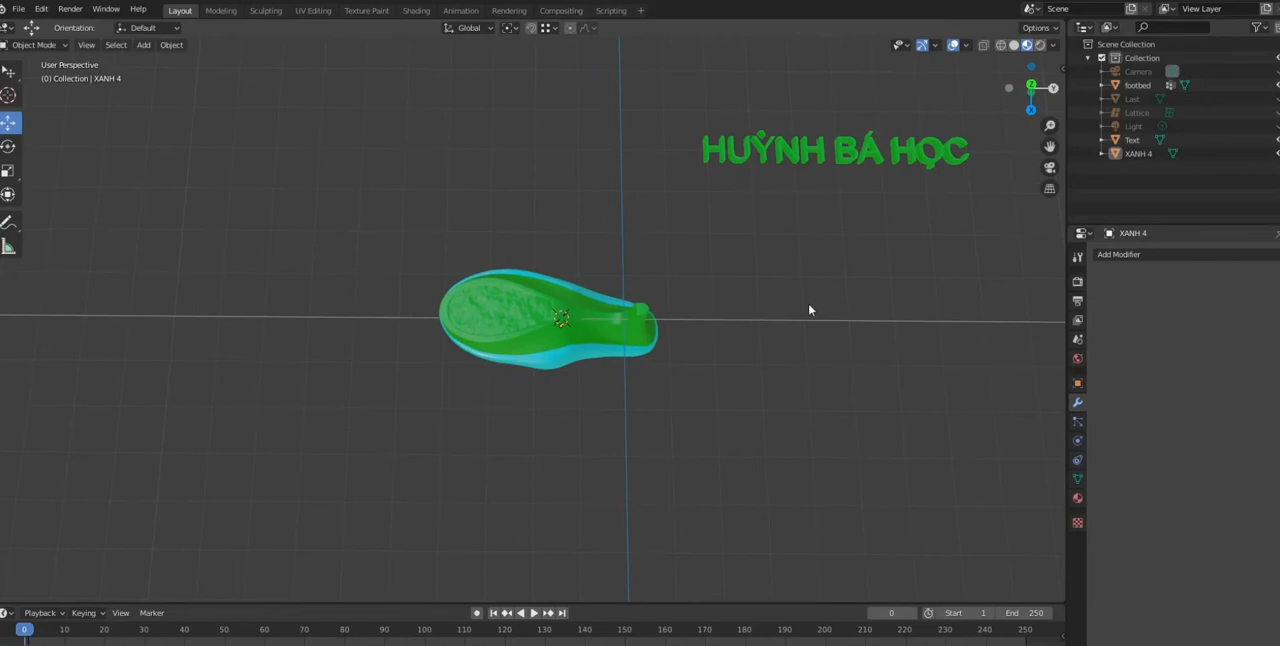 File Edit Render Window Help Layout Modeling Sculpting UV Editing Texture Paint Shading Animation Rendering Compositing Scripting + Scene View Layer
Orientation: Default Global Options
Object Mode View Select Add Object
User Perspective
(0) Collection | XANH 4
Scene Collection
Collection
Camera
footbed
Last
Lattice
Light
Text
XANH 4
Z
Y
X
HUỲNH BÁ HỌC
XANH 4
Add Modifier
Playback Keying View Marker 0 Start 1 End 250
0 10 20 30 40 50 60 70 80 90 100 110 120 130 140 150 160 170 180 190 200 210 220 230 240 250